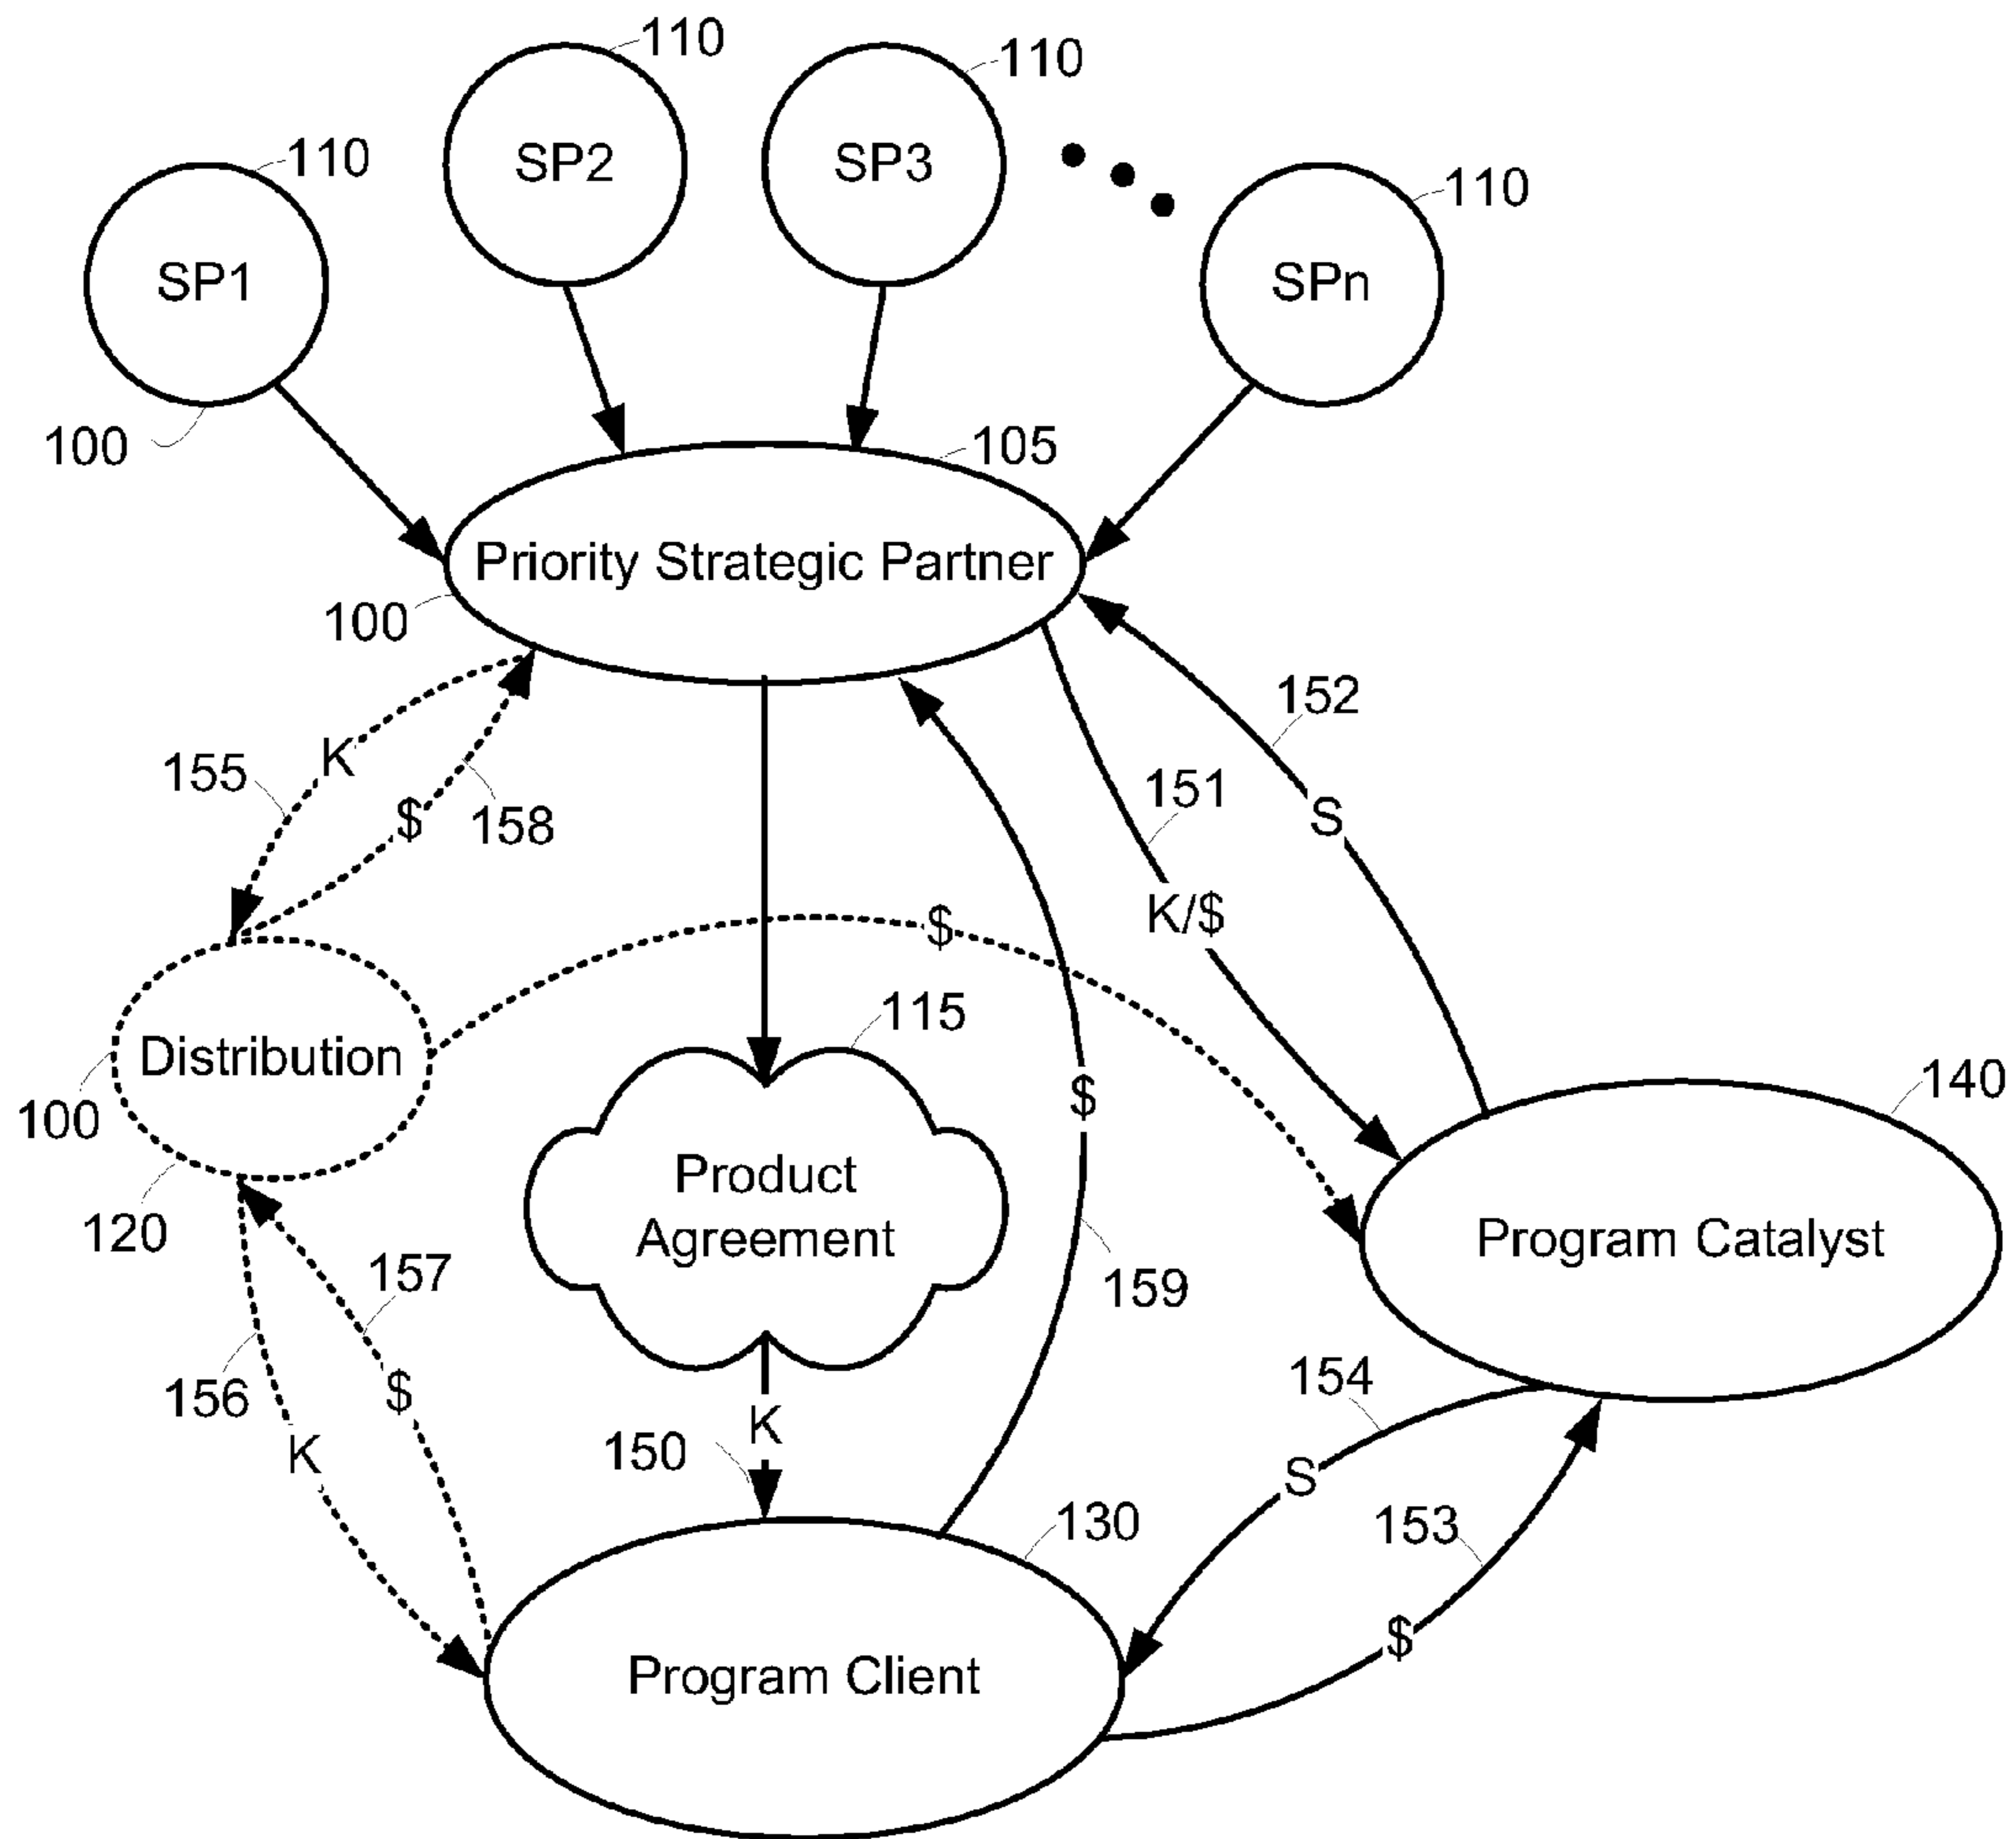 110
110
110
110
SP1
SP2
SP3
SPn
100
105
Priority Strategic Partner
100
152
155
K
151
$
158
S
K/$
$
115
Distribution
100
$
140
120
Product
Agreement
Program Catalyst
157
159
156
$
154
K
K
150
S
130
153
$
Program Client